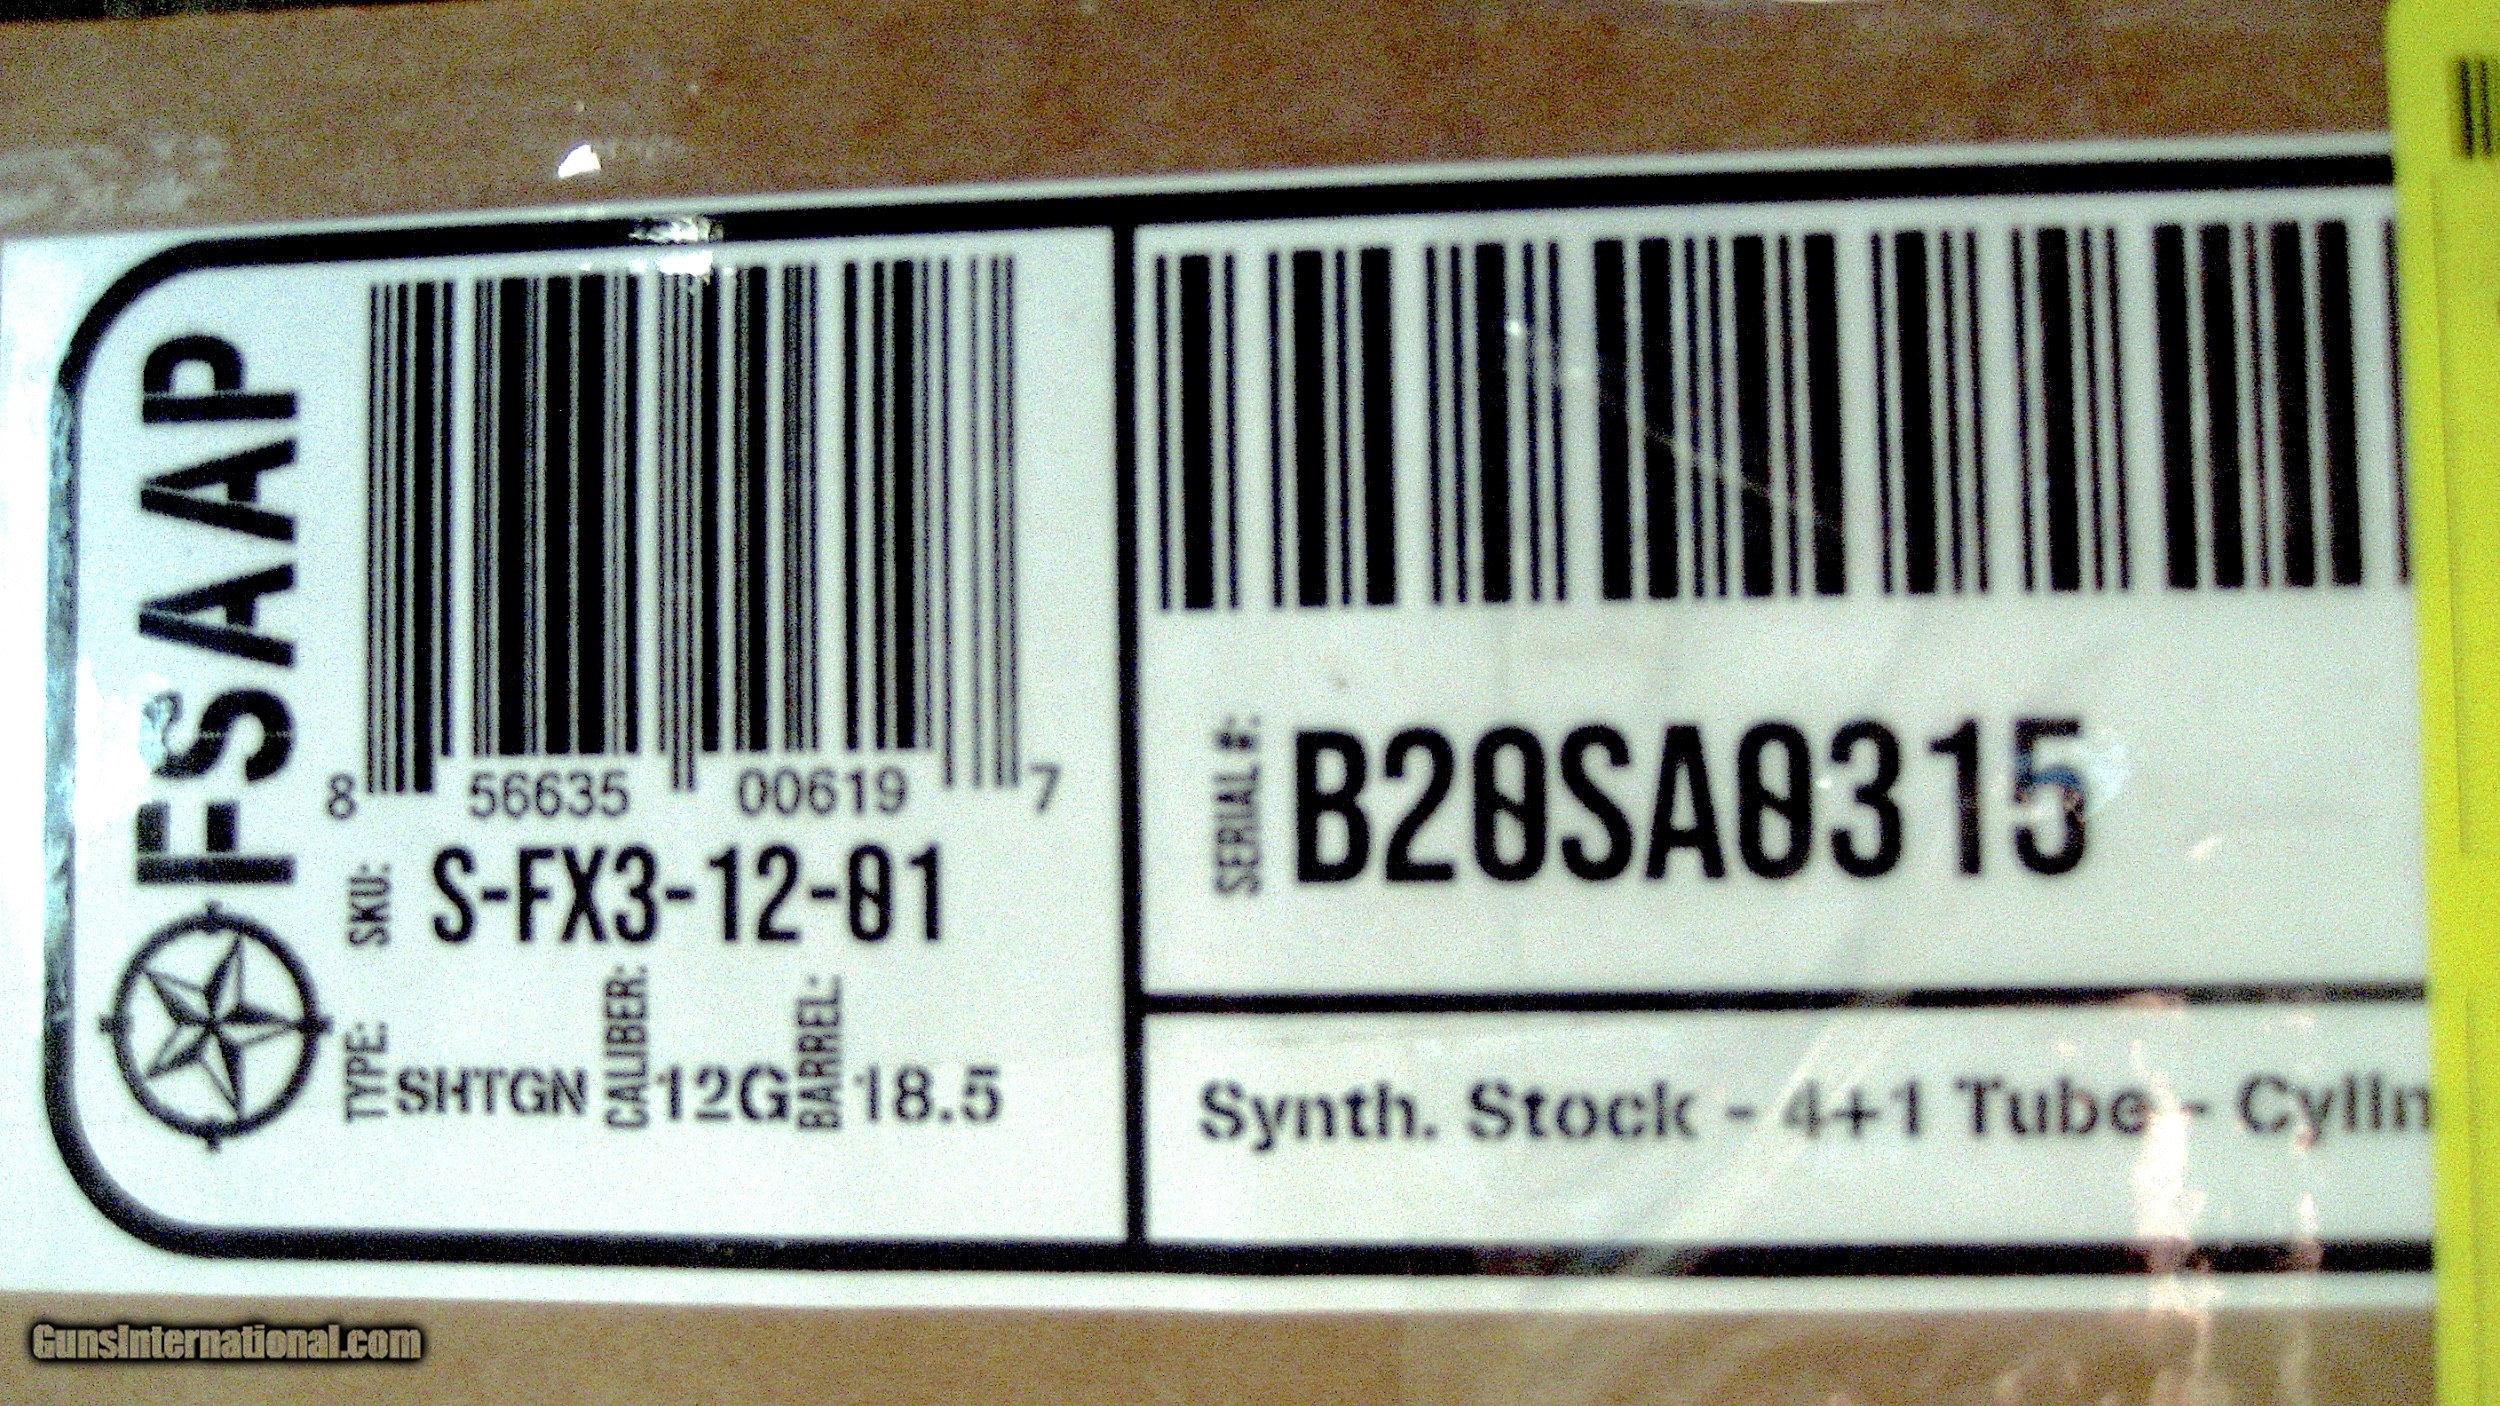 FSAAP
8 56635 00619 7
SKU: S-FX3-12-01
TYPE: SHTGN CALIBER: 12G BARREL: 18.5
SERIAL #: B20SA0315
Synth. Stock - 4+1 Tube - Cylin
GunsInternational.com